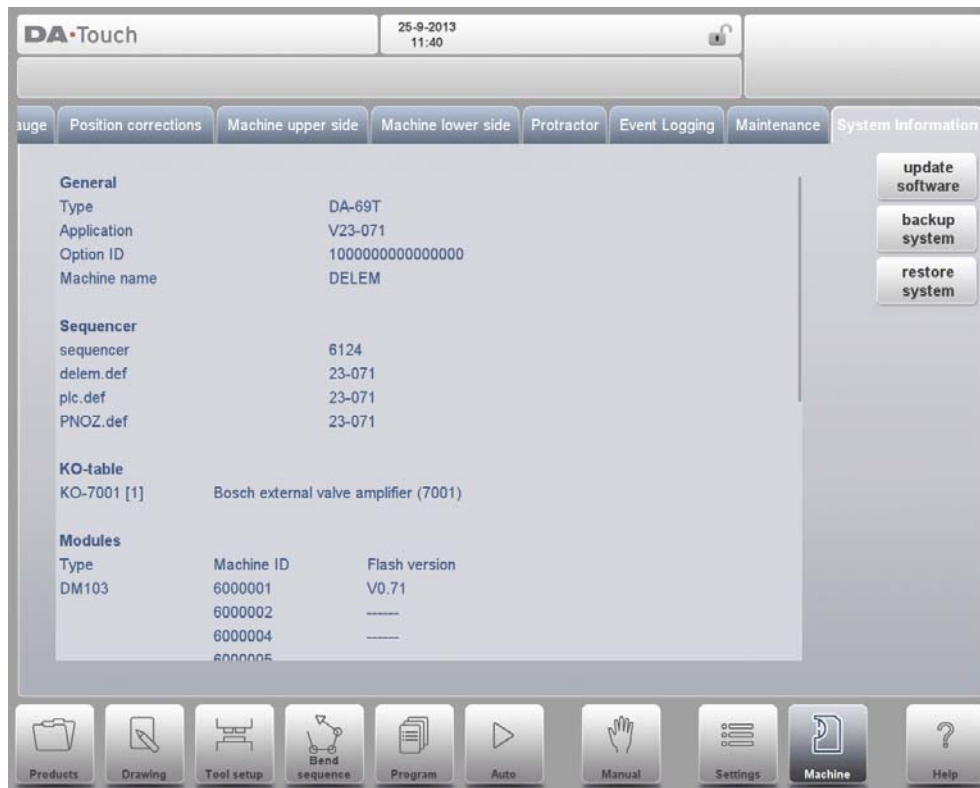 DA·Touch
25-9-2013
11:40
auge
Position corrections
Machine upper side
Machine lower side
Protractor
Event Logging
Maintenance
System Information
update
software
backup
system
restore
system
General
Type DA-69T
Application V23-071
Option ID 1000000000000000
Machine name DELEM
Sequencer
sequencer 6124
delem.def 23-071
plc.def 23-071
PNOZ.def 23-071
KO-table
KO-7001 [1] Bosch external valve amplifier (7001)
Modules
Type Machine ID Flash version
DM103 6000001 V0.71
6000002 ------
6000004 ------
6000005
Products
Drawing
Tool setup
Bend
sequence
Program
Auto
Manual
Settings
Machine
Help